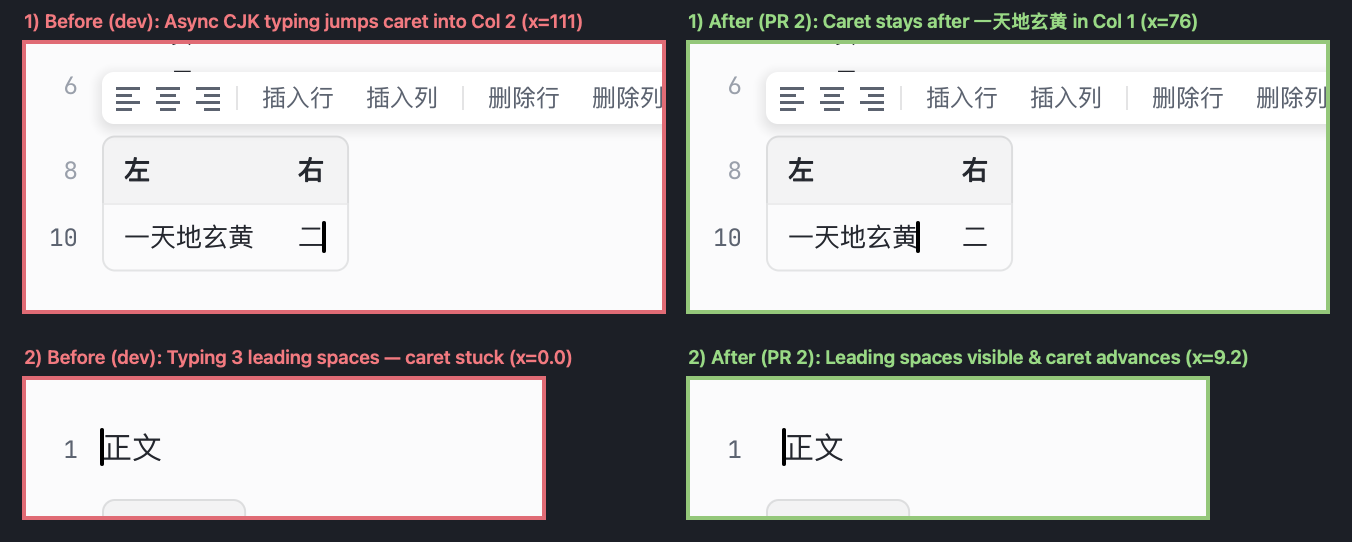 1) Before (dev): Async CJK typing jumps caret into Col 2 (x=111)
6
插入行 插入列 删除行 删除列
8 左 右
10 一天地玄黄 二
1) After (PR 2): Caret stays after 一天地玄黄 in Col 1 (x=76)
6
插入行 插入列 删除行 删除列
8 左 右
10 一天地玄黄 二
2) Before (dev): Typing 3 leading spaces — caret stuck (x=0.0)
1 正文
2) After (PR 2): Leading spaces visible & caret advances (x=9.2)
1 正文